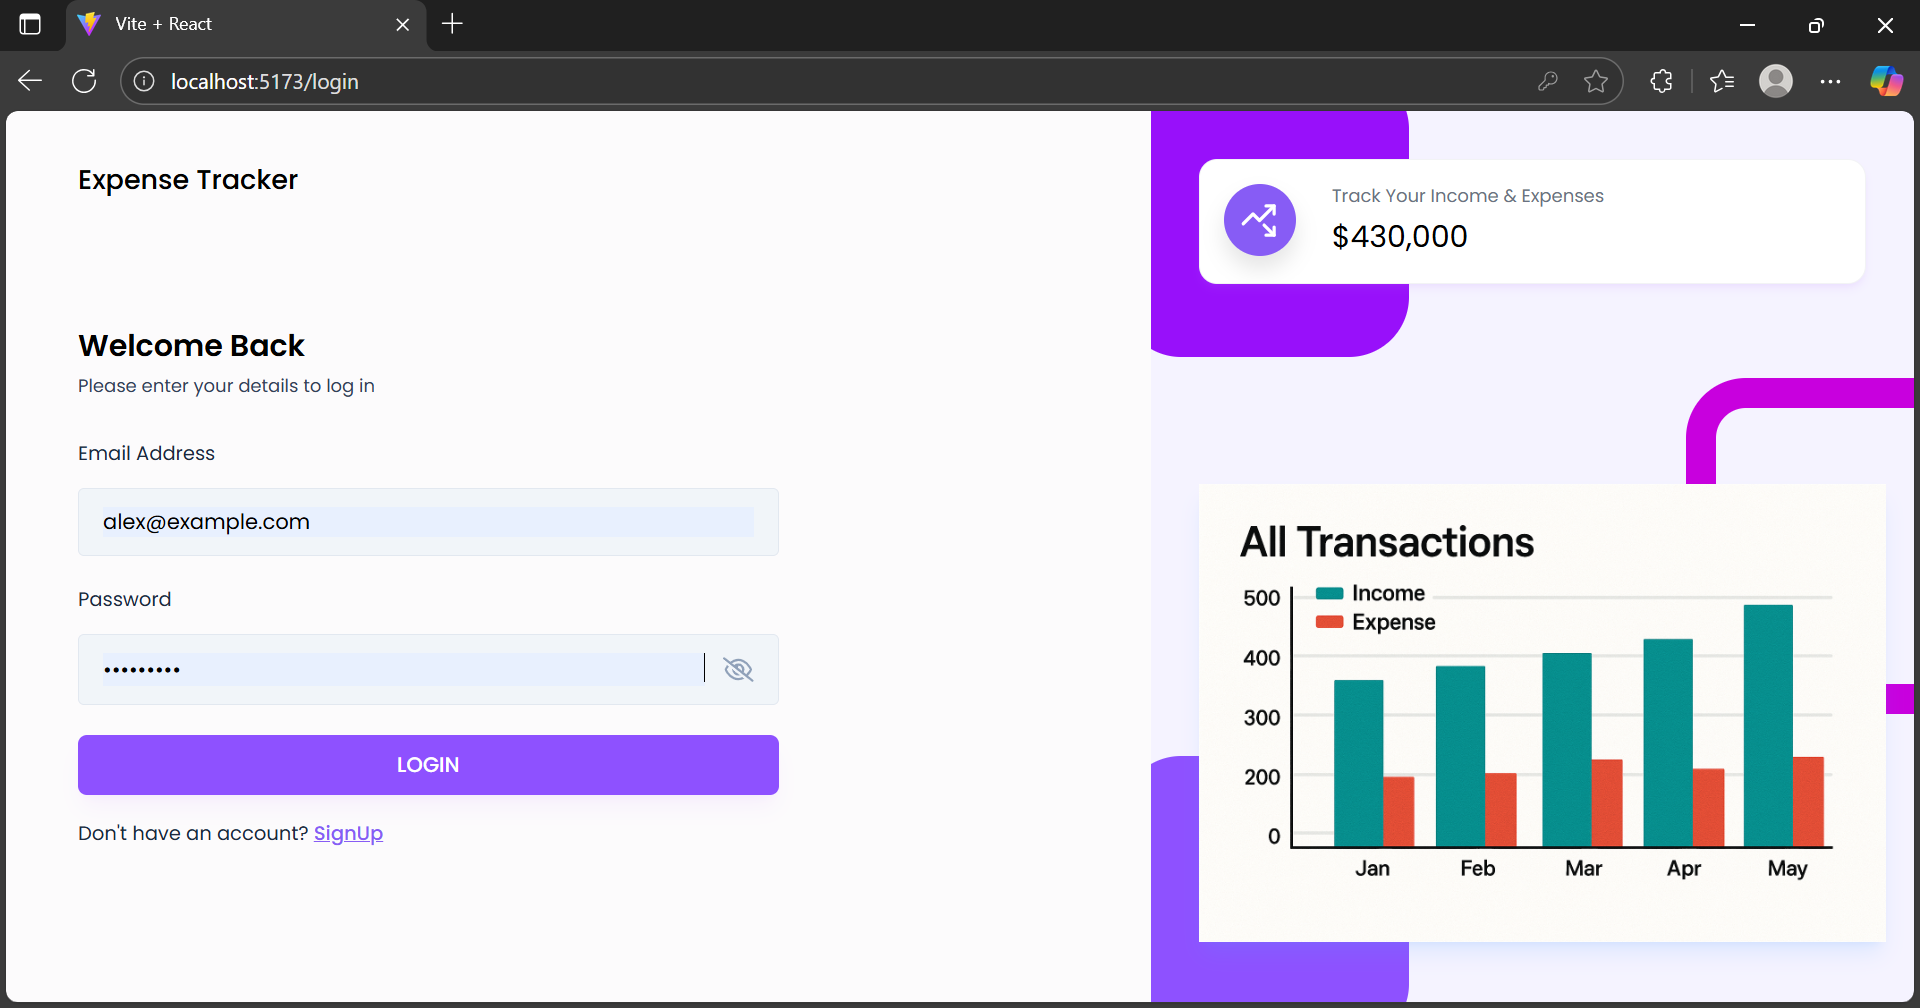 Vite + React
localhost:5173/login
Expense Tracker
Welcome Back
Please enter your details to log in
Email Address
alex@example.com
Password
•••••••••
LOGIN
Don't have an account? SignUp
Track Your Income & Expenses
$430,000
All Transactions
Income
Expense
500
400
300
200
0
Jan Feb Mar Apr May